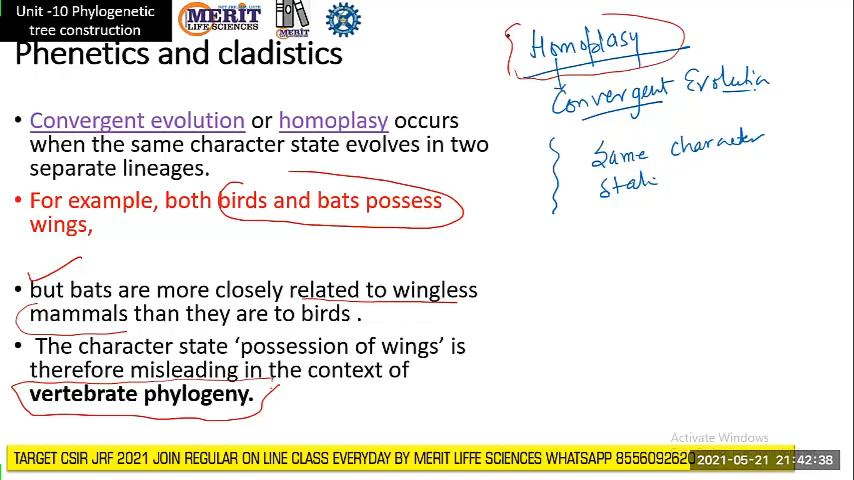 Unit -10 Phylogenetic
tree construction
MERIT
LIFE SCIENCES
MERIT
Phenetics and cladistics
Homoplasy
Convergent Evolution
Same character
State
• Convergent evolution or homoplasy occurs
when the same character state evolves in two
separate lineages.
• For example, both birds and bats possess
wings,
• but bats are more closely related to wingless
mammals than they are to birds .
• The character state ‘possession of wings’ is
therefore misleading in the context of
vertebrate phylogeny.
Activate Windows
TARGET CSIR JRF 2021 JOIN REGULAR ON LINE CLASS EVERYDAY BY MERIT LIFFE SCIENCES WHATSAPP 8556092620
2021-05-21 21:42:38